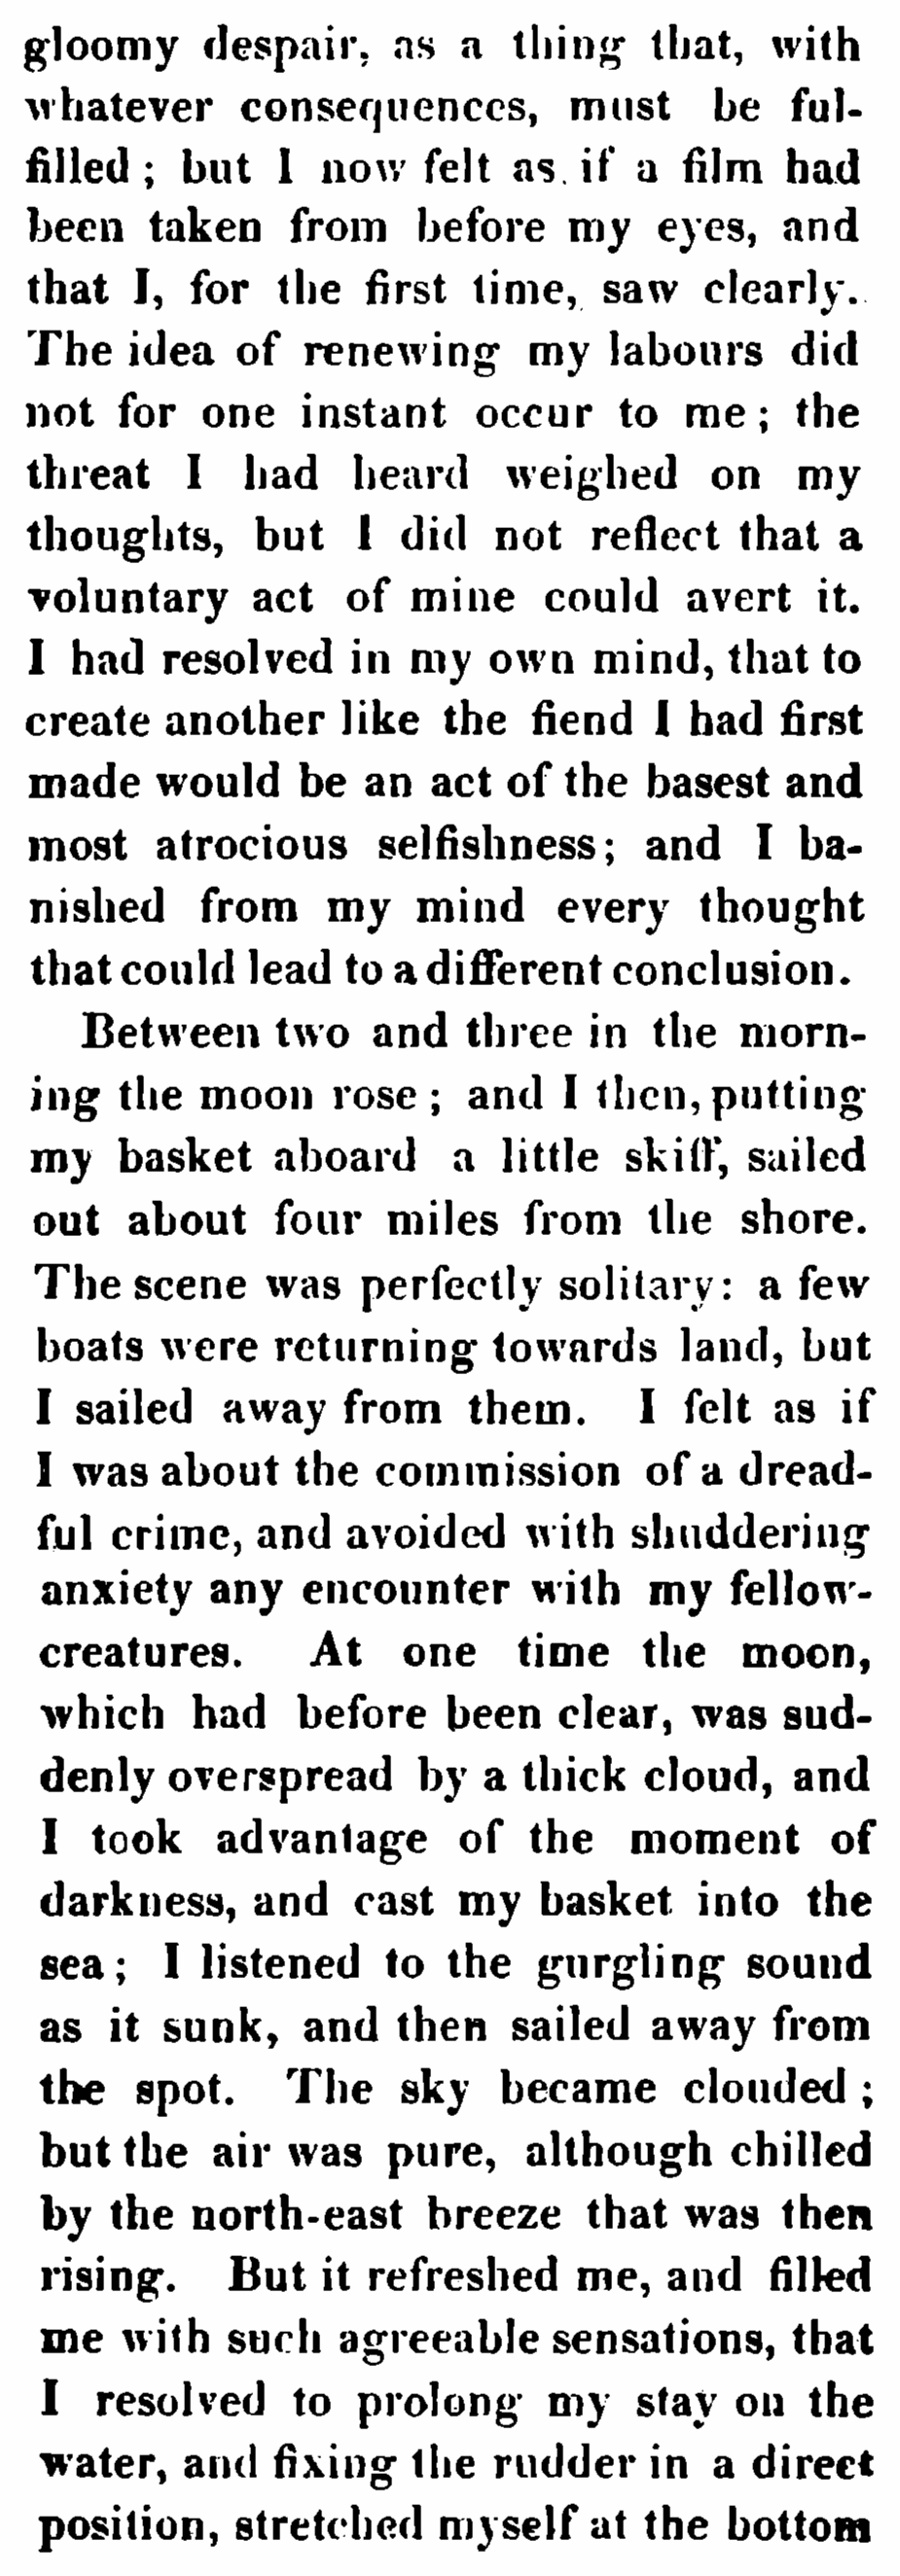 gloomy despair, as a thing that, with
whatever consequences, must be ful-
filled ; but I now felt as if a film had
been taken from before my eyes, and
that I, for the first time, saw clearly.
The idea of renewing my labours did
not for one instant occur to me ; the
threat I had heard weighed on my
thoughts, but I did not reflect that a
voluntary act of mine could avert it.
I had resolved in my own mind, that to
create another like the fiend I had first
made would be an act of the basest and
most atrocious selfishness ; and I ba-
nished from my mind every thought
that could lead to a different conclusion.
Between two and three in the morn-
ing the moon rose ; and I then, putting
my basket aboard a little skiff, sailed
out about four miles from the shore.
The scene was perfectly solitary : a few
boats were returning towards land, but
I sailed away from them. I felt as if
I was about the commission of a dread-
ful crime, and avoided with shuddering
anxiety any encounter with my fellow-
creatures. At one time the moon,
which had before been clear, was sud-
denly overspread by a thick cloud, and
I took advantage of the moment of
darkness, and cast my basket into the
sea ; I listened to the gurgling sound
as it sunk, and then sailed away from
the spot. The sky became clouded ;
but the air was pure, although chilled
by the north-east breeze that was then
rising. But it refreshed me, and filled
me with such agreeable sensations, that
I resolved to prolong my stay on the
water, and fixing the rudder in a direct
position, stretched myself at the bottom